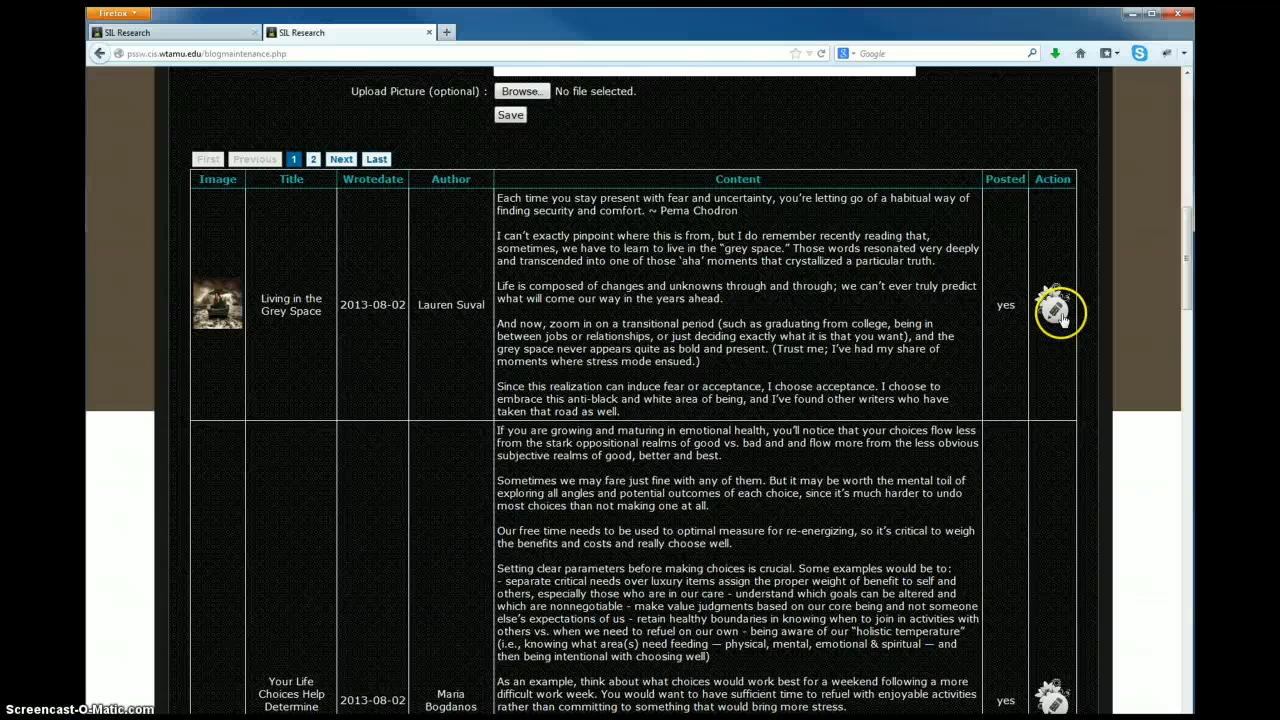 Firefox
SIL Research
SIL Research
pssw.cis.wtamu.edu/blogmaintenance.php
Google
Upload Picture (optional) :
Browse... No file selected.
Save
First Previous 1 2 Next Last
Image Title Wrotedate Author Content Posted Action
Each time you stay present with fear and uncertainty, you’re letting go of a habitual way of
finding security and comfort. ~ Pema Chodron
I can’t exactly pinpoint where this is from, but I do remember recently reading that,
sometimes, we have to learn to live in the “grey space.” Those words resonated very deeply
and transcended into one of those ‘aha’ moments that crystallized a particular truth.
Life is composed of changes and unknowns through and through; we can’t ever truly predict
what will come our way in the years ahead.
Living in the
Grey Space
2013-08-02
Lauren Suval
yes
And now, zoom in on a transitional period (such as graduating from college, being in
between jobs or relationships, or just deciding exactly what it is that you want), and the
grey space never appears quite as bold and present. (Trust me; I’ve had my share of
moments where stress mode ensued.)
Since this realization can induce fear or acceptance, I choose acceptance. I choose to
embrace this anti-black and white area of being, and I’ve found other writers who have
taken that road as well.
If you are growing and maturing in emotional health, you’ll notice that your choices flow less
from the stark oppositional realms of good vs. bad and and flow more from the less obvious
subjective realms of good, better and best.
Sometimes we may fare just fine with any of them. But it may be worth the mental toil of
exploring all angles and potential outcomes of each choice, since it’s much harder to undo
most choices than not making one at all.
Our free time needs to be used to optimal measure for re-energizing, so it’s critical to weigh
the benefits and costs and really choose well.
Setting clear parameters before making choices is crucial. Some examples would be to:
- separate critical needs over luxury items assign the proper weight of benefit to self and
others, especially those who are in our care - understand which goals can be altered and
which are nonnegotiable - make value judgments based on our core being and not someone
else’s expectations of us - retain healthy boundaries in knowing when to join in activities with
others vs. when we need to refuel on our own - being aware of our “holistic temperature”
(i.e., knowing what area(s) need feeding — physical, mental, emotional & spiritual — and
then being intentional with choosing well)
As an example, think about what choices would work best for a weekend following a more
difficult work week. You would want to have sufficient time to refuel with enjoyable activities
rather than committing to something that would bring more stress.
Your Life
Choices Help
Determine
2013-08-02
Maria
Bogdanos
yes
Screencast-O-Matic.com